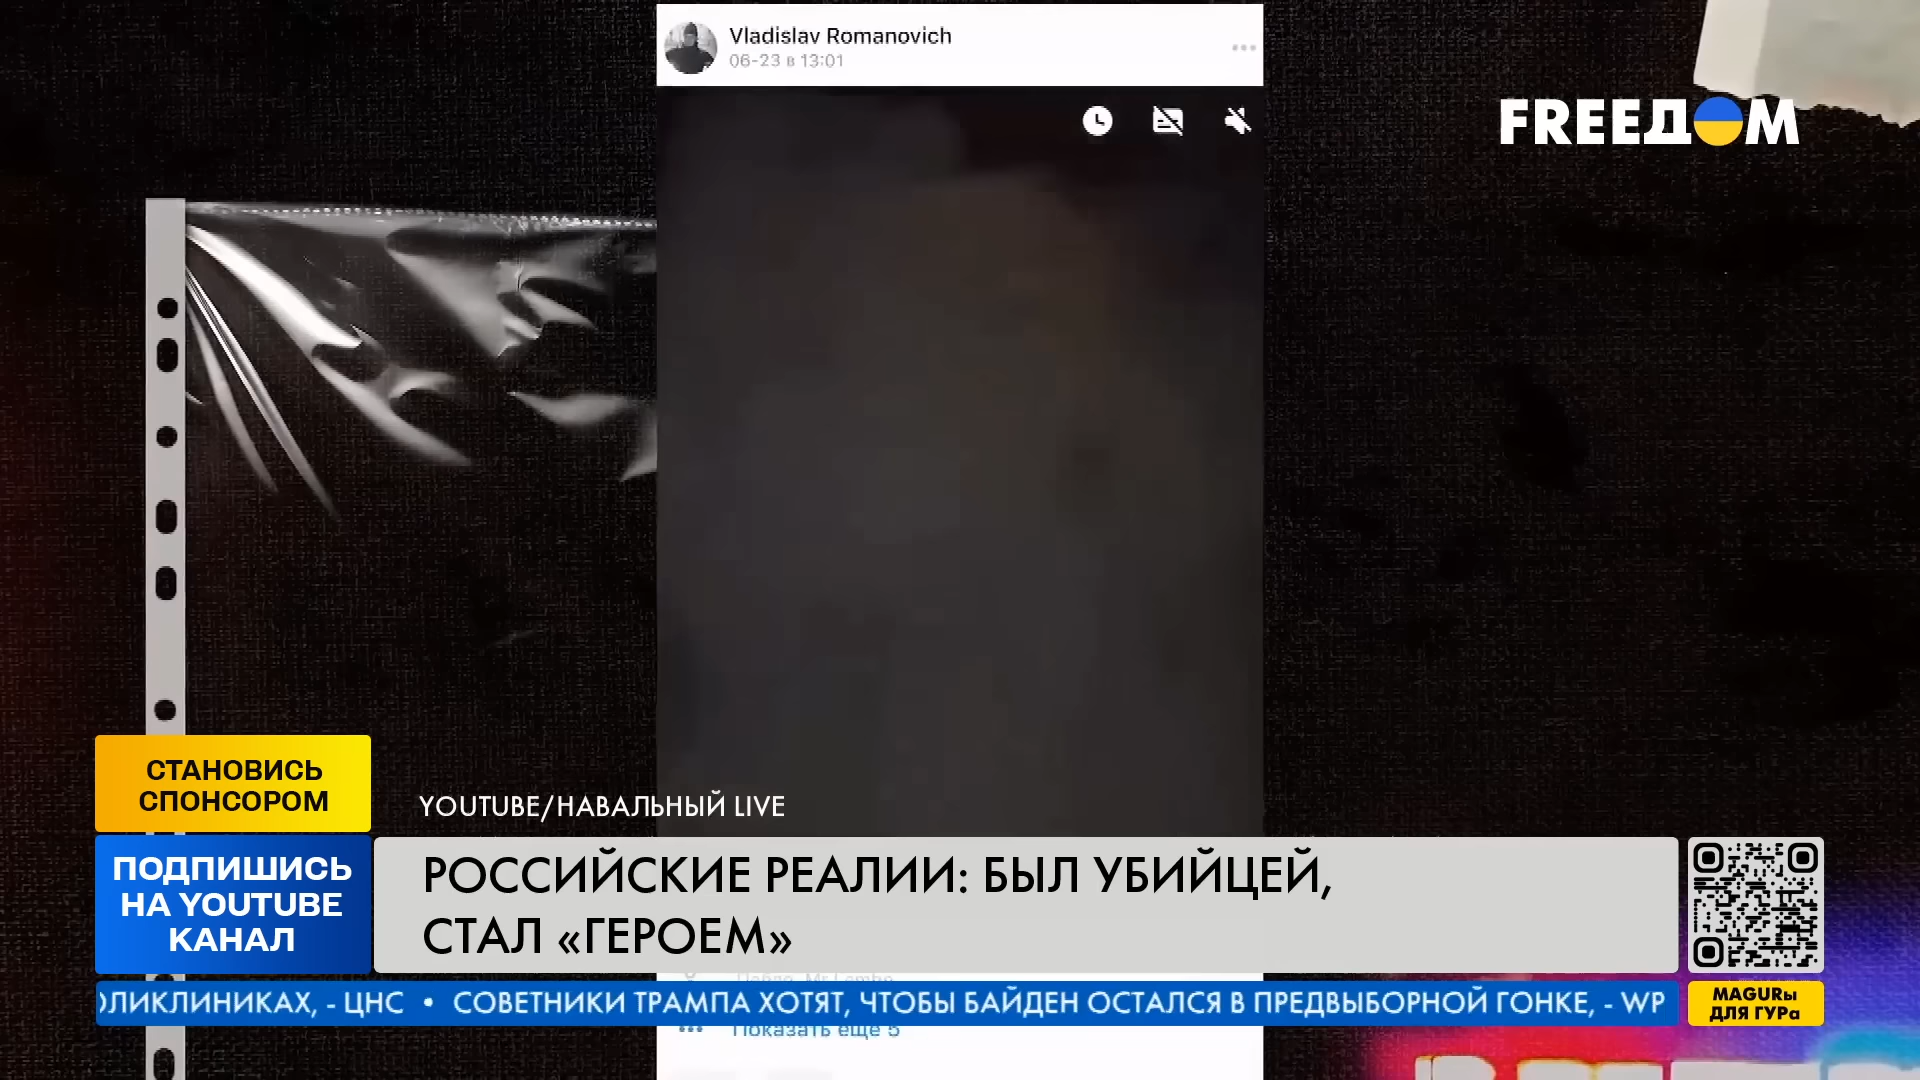 Vladislav Romanovich
06-23 в 13:01
FREEДOM
СТАНОВИСЬ
СПОНСОРОМ
YOUTUBE/НАВАЛЬНЫЙ LIVE
ПОДПИШИСЬ
НА YOUTUBE
КАНАЛ
РОССИЙСКИЕ РЕАЛИИ: БЫЛ УБИЙЦЕЙ,
СТАЛ «ГЕРОЕМ»
ОЛИКЛИНИКАХ, - ЦНС • СОВЕТНИКИ ТРАМПА ХОТЯТ, ЧТОБЫ БАЙДЕН ОСТАЛСЯ В ПРЕДВЫБОРНОЙ ГОНКЕ, - WP
MAGURы
ДЛЯ ГУРа
Показать еще 5